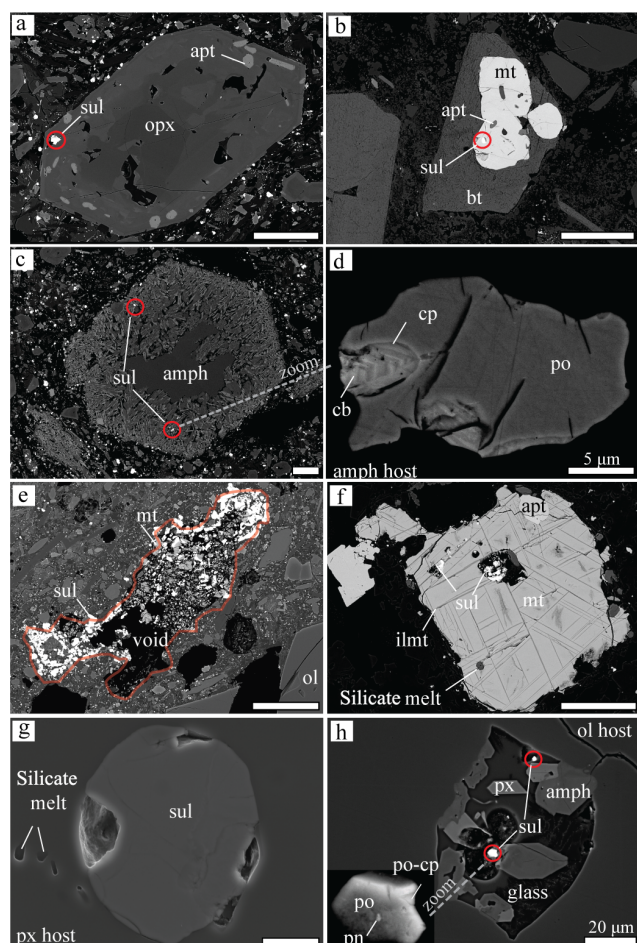 a
apt
sul
opx
b
mt
apt
sul
bt
c
sul
amph
zoom
d
cp
po
cb
amph host
5 µm
e
mt
sul
void
ol
f
apt
sul
mt
ilmt
Silicate melt
g
Silicate
melt
sul
px host
h
ol host
px
amph
sul
po-cp
po
pn
zoom
glass
20 µm